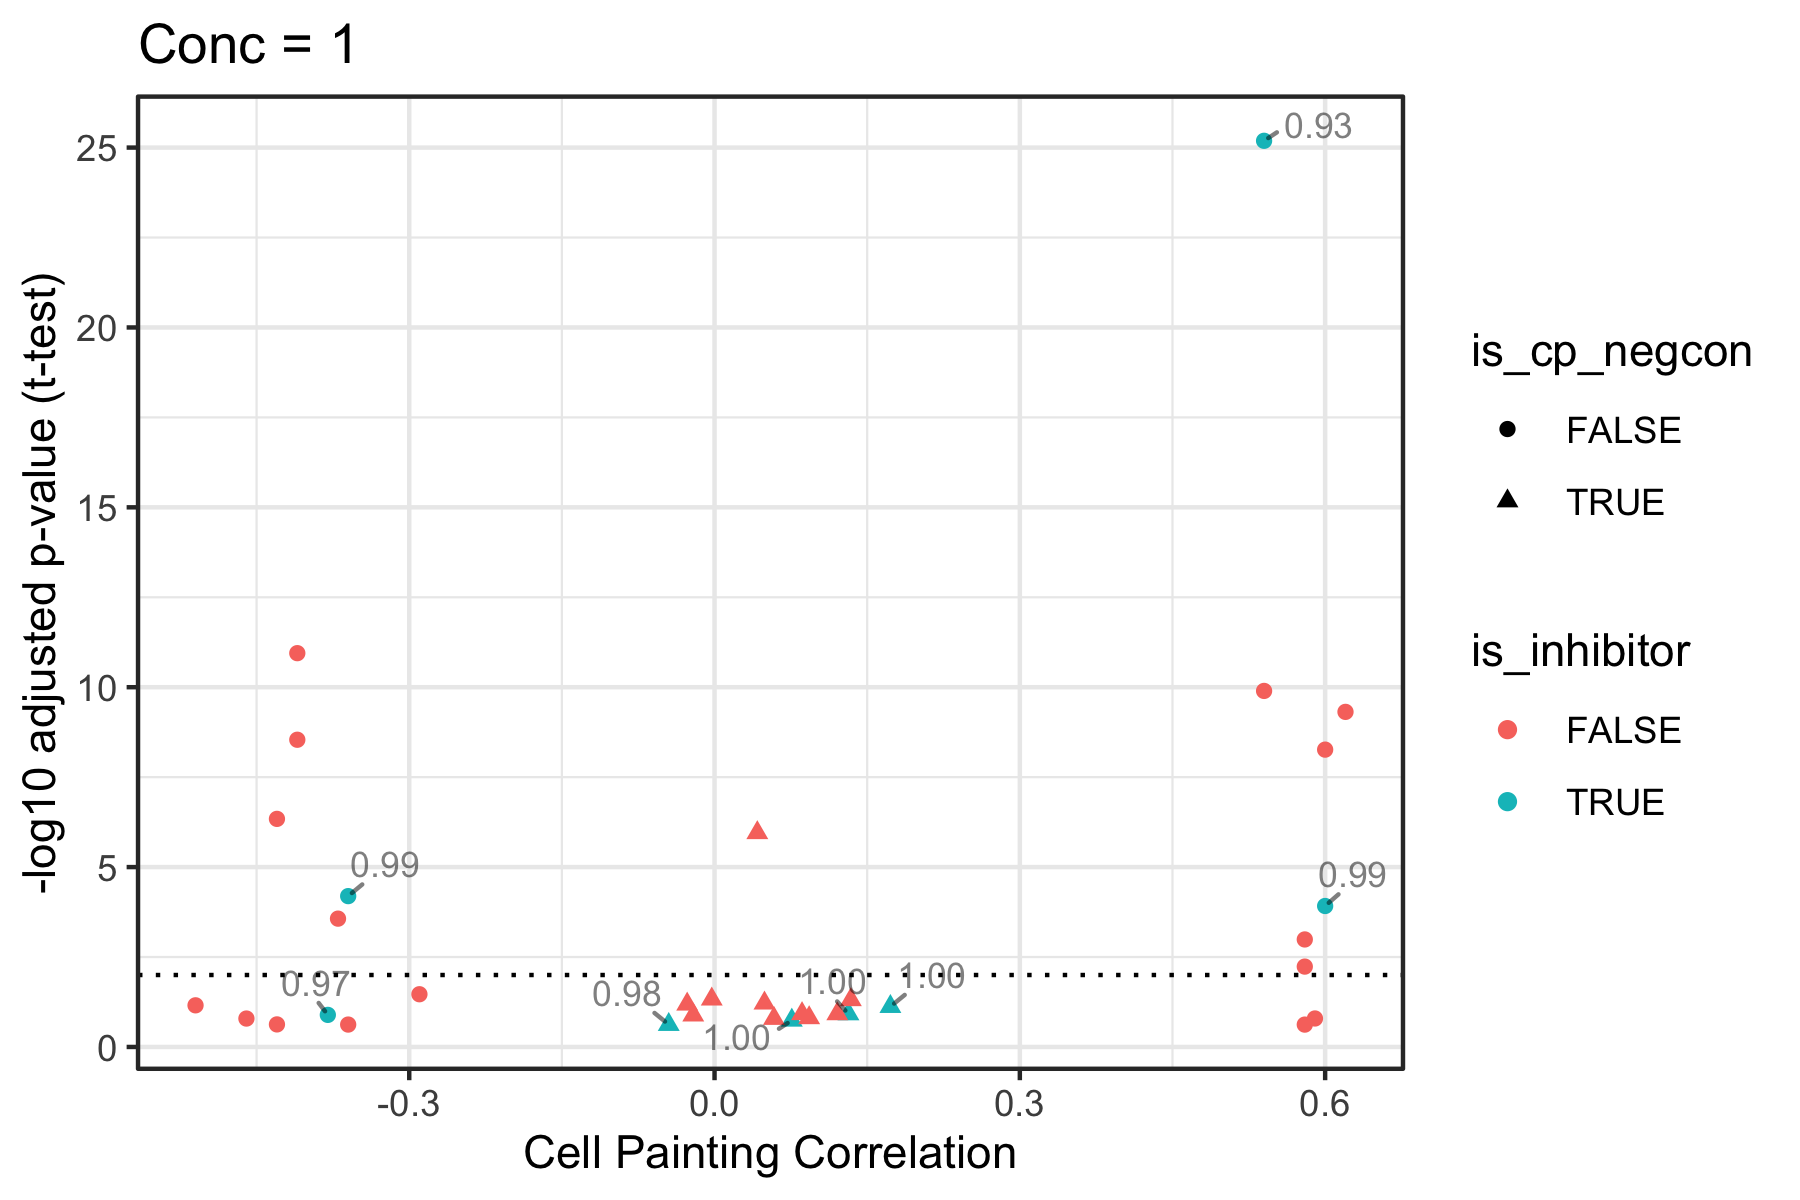 Conc = 1
-log10 adjusted p-value (t-test)
25
20
15
10
5
0
0.93
0.99
0.99
0.97
0.98
1.00
1.00
1.00
-0.3
0.0
0.3
0.6
Cell Painting Correlation
is_cp_negcon
FALSE
TRUE
is_inhibitor
FALSE
TRUE